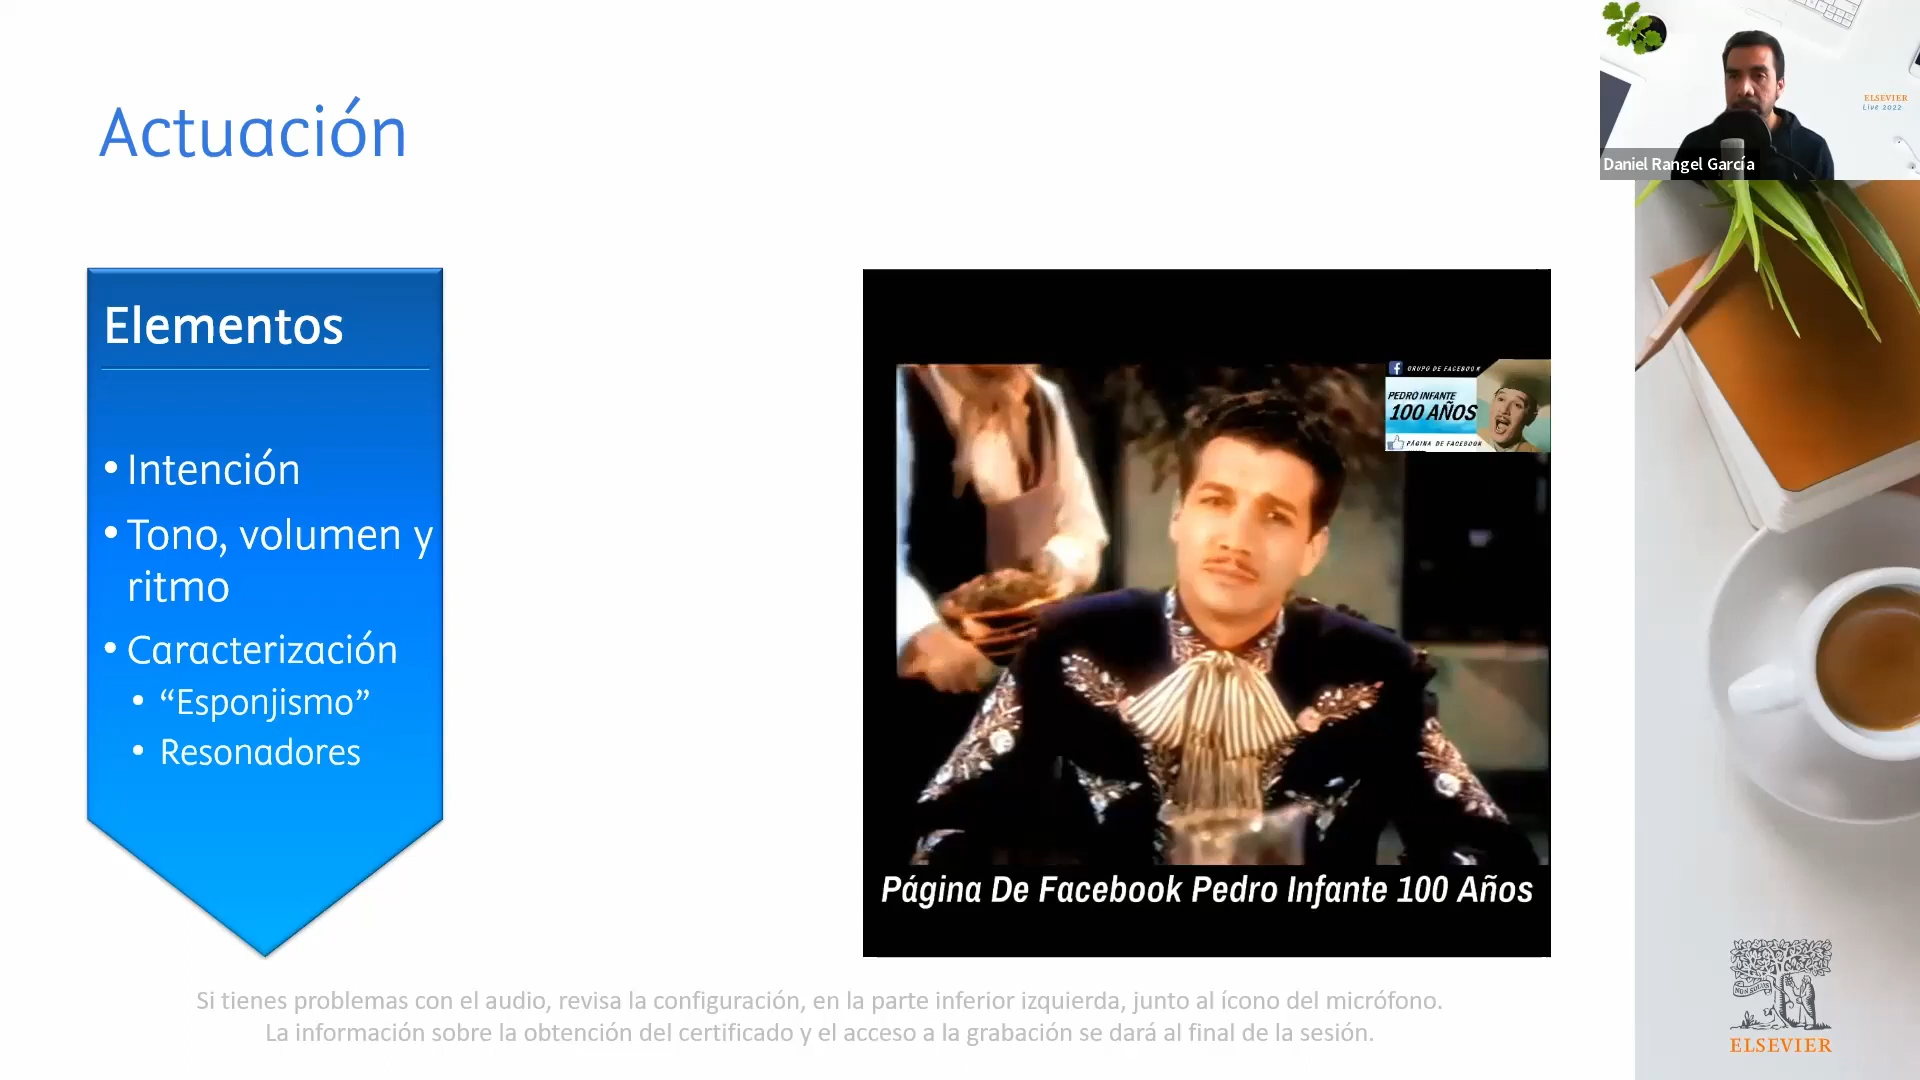 Actuación
ELSEVIER
Live 2022
Daniel Rangel García
Elementos
• Intención
• Tono, volumen y
ritmo
• Caracterización
• “Esponjismo”
• Resonadores
GRUPO DE FACEBOOK
PEDRO INFANTE
100 AÑOS
PÁGINA DE FACEBOOK
Página De Facebook Pedro Infante 100 Años
Si tienes problemas con el audio, revisa la configuración, en la parte inferior izquierda, junto al ícono del micrófono.
La información sobre la obtención del certificado y el acceso a la grabación se dará al final de la sesión.
NON SOLUS
ELSEVIER